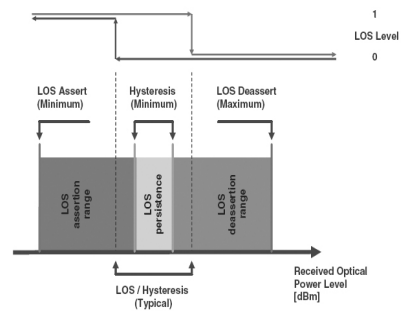 1
LOS Level
0
LOS Assert
(Minimum)
Hysteresis
(Minimum)
LOS Deassert
(Maximum)
LOS
assertion
range
LOS
persistence
LOS
deassertion
range
Received Optical
Power Level
[dBm]
LOS / Hysteresis
(Typical)